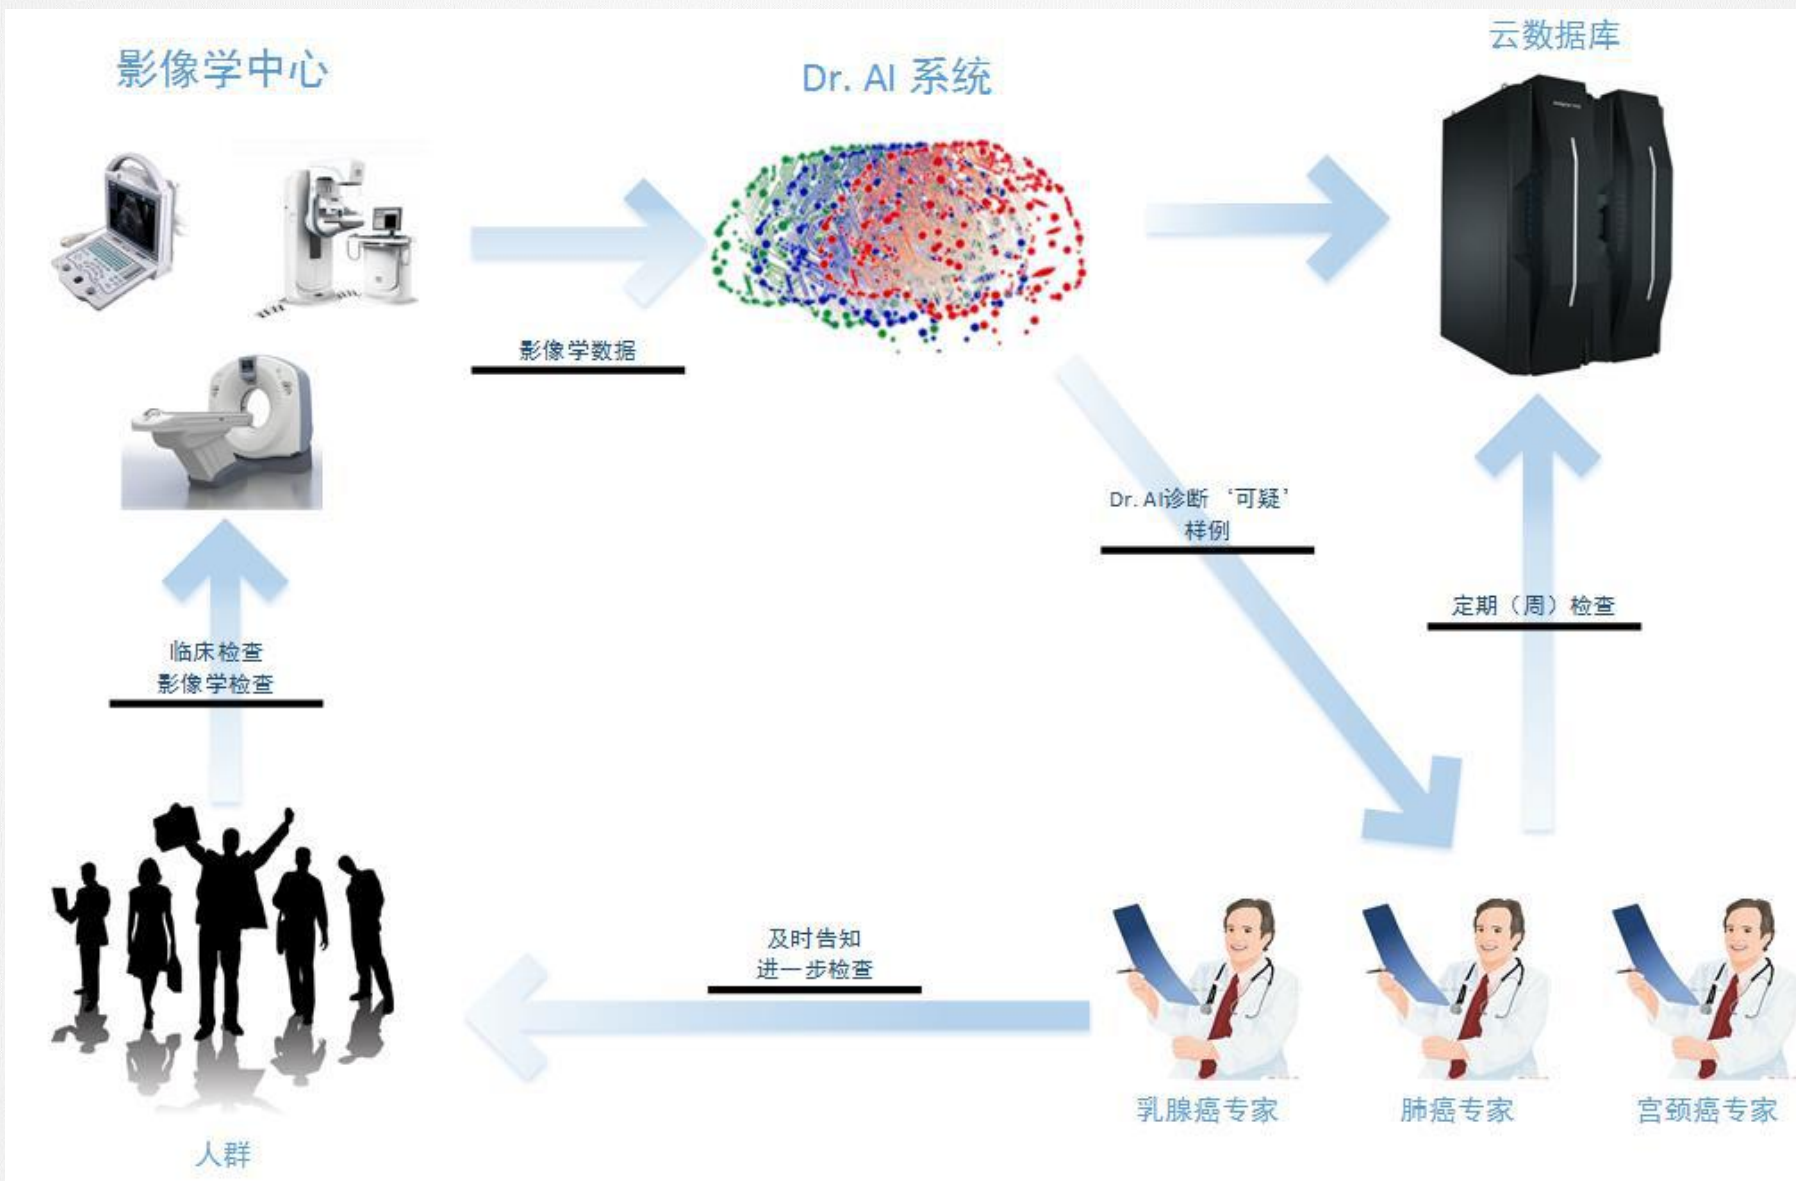 影像学中心
Dr. AI 系统
云数据库
影像学数据
Dr. AI诊断‘可疑’
样例
定期（周）检查
临床检查
影像学检查
及时告知
进一步检查
乳腺癌专家
肺癌专家
宫颈癌专家
人群